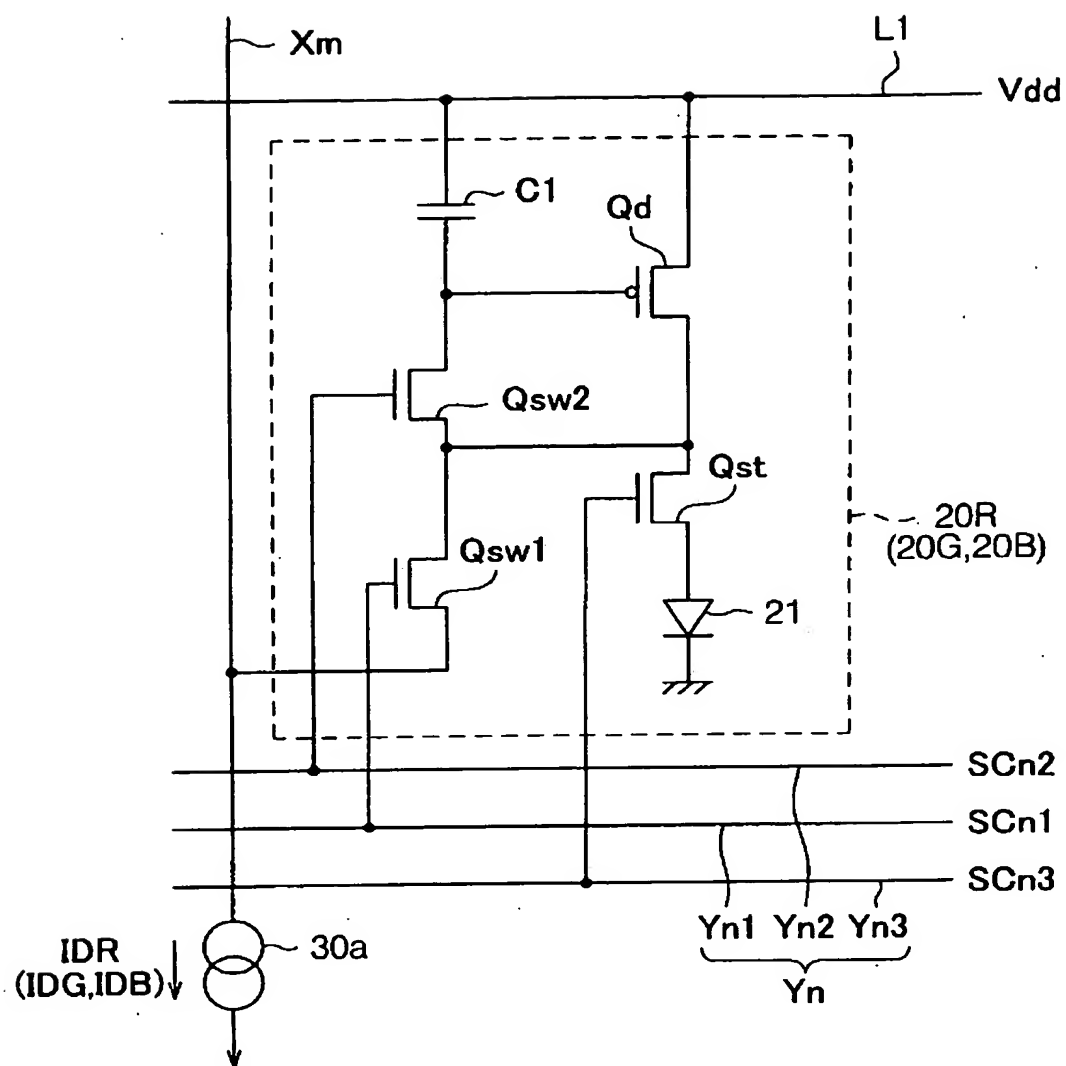 Xm
L1
Vdd
C1
Qd
Qsw2
Qst
20R
(20G,20B)
Qsw1
21
SCn2
SCn1
SCn3
Yn1 Yn2 Yn3
Yn
IDR
(IDG,IDB)
30a